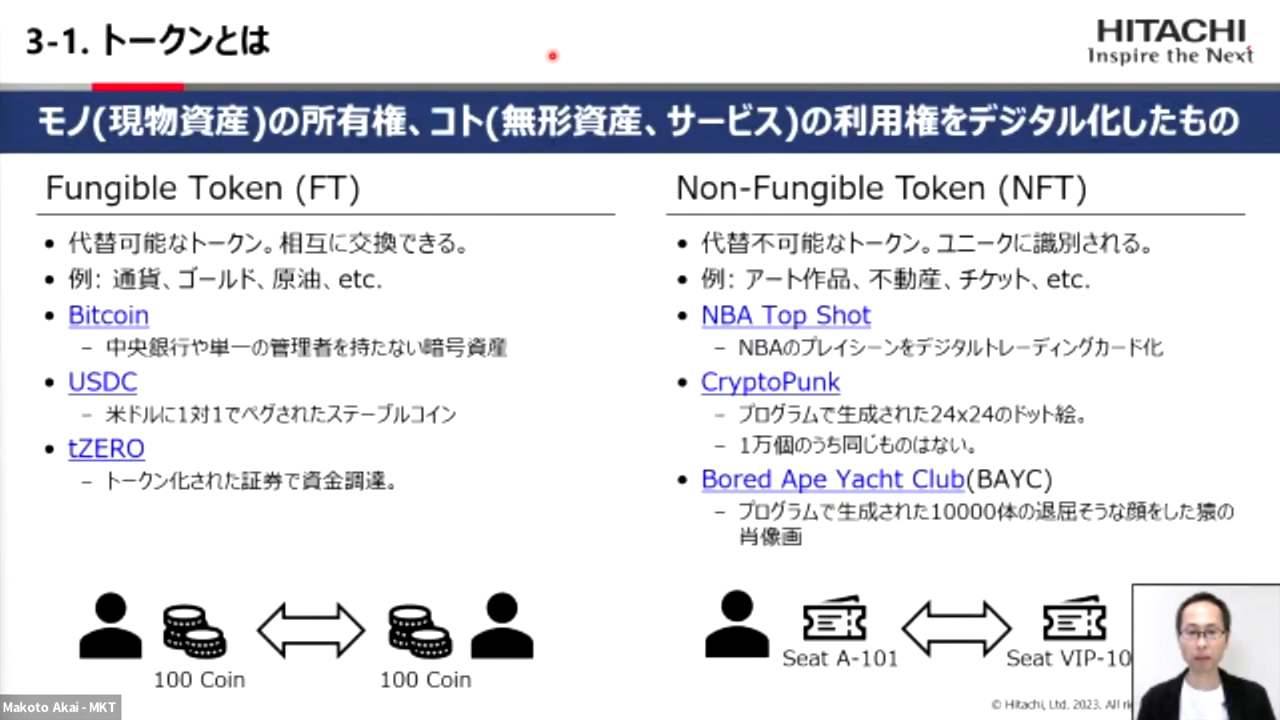 3-1. トークンとは
HITACHI
Inspire the Next
モノ(現物資産)の所有権、コト(無形資産、サービス)の利用権をデジタル化したもの
Fungible Token (FT)
• 代替可能なトークン。相互に交換できる。
• 例: 通貨、ゴールド、原油、etc.
• Bitcoin
– 中央銀行や単一の管理者を持たない暗号資産
• USDC
– 米ドルに1対1でペグされたステーブルコイン
• tZERO
– トークン化された証券で資金調達。
100 Coin
100 Coin
Non-Fungible Token (NFT)
• 代替不可能なトークン。ユニークに識別される。
• 例: アート作品、不動産、チケット、etc.
• NBA Top Shot
– NBAのプレイシーンをデジタルトレーディングカード化
• CryptoPunk
– プログラムで生成された24x24のドット絵。
– 1万個のうち同じものはない。
• Bored Ape Yacht Club(BAYC)
– プログラムで生成された10000体の退屈そうな顔をした猿の
肖像画
Seat A-101
Seat VIP-10
© Hitachi, Ltd. 2023. All ri
Makoto Akai - MKT